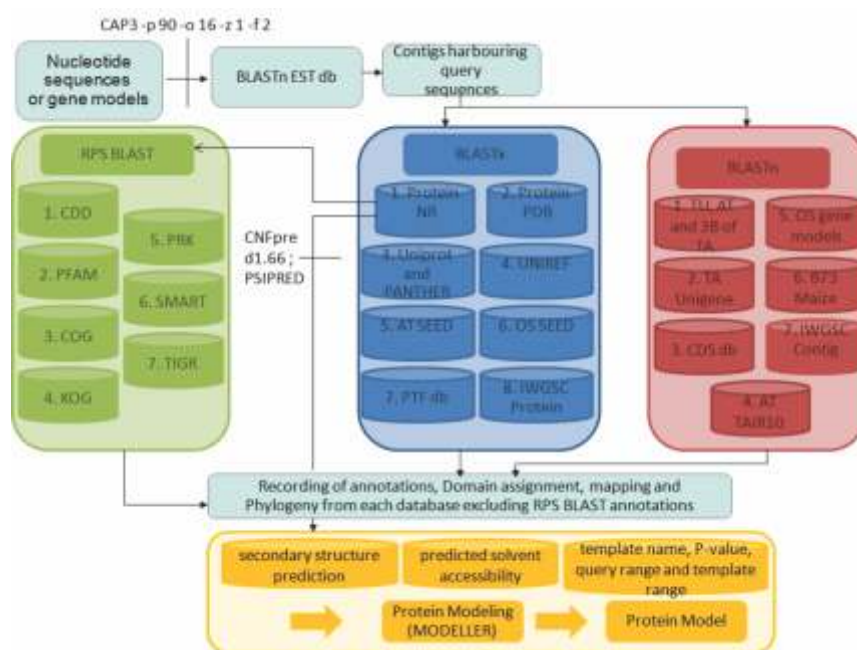 CAP3 -p 90 -o 16 -z 1 -f 2
Nucleotide
sequences
or gene models
BLASTn EST db
Contigs harbouring
query
sequences
RPS BLAST
1. CDD
2. PFAM
3. COG
4. KOG
5. PRK
6. SMART
7. TIGR
CNFpre
d1.66 ;
PSIPRED
BLASTx
1. Protein
NR
2. Protein
PDB
3. Uniprot
and
PANTHER
4. UNIREF
5. AT SEED
6. OS SEED
7. PTF db
8. IWGSC
Protein
BLASTn
1. TU, AT
and 3B of
TA
2. TA
Unigene
3. CDS db
4. AT
TAIR10
5. OS gene
models
6. B73
Maize
7. IWGSC
Contig
Recording of annotations, Domain assignment, mapping and
Phylogeny from each database excluding RPS BLAST annotations
secondary structure
prediction
predicted solvent
accessibility
template name, P-value,
query range and template
range
Protein Modeling
(MODELLER)
Protein Model